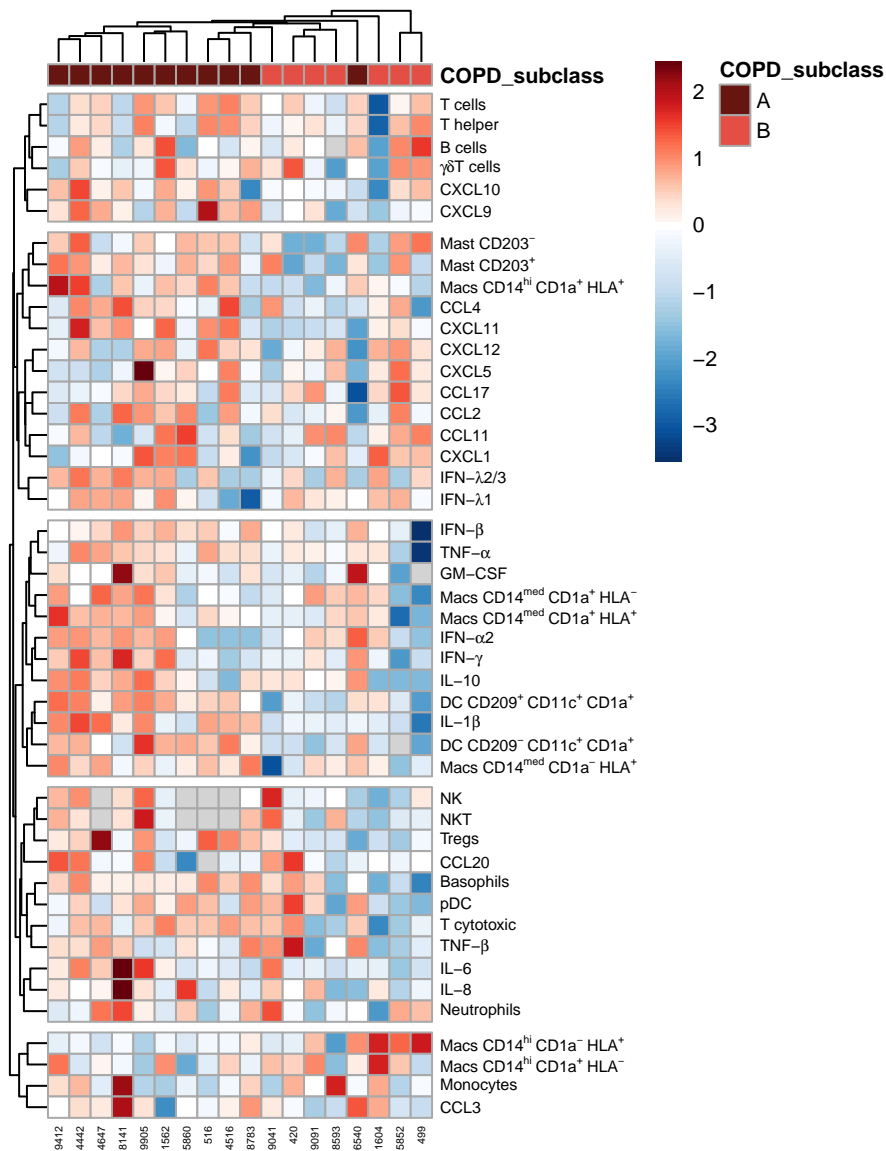 COPD_subclass
T cells
T helper
B cells
γδT cells
CXCL10
CXCL9
Mast CD203⁻
Mast CD203⁺
Macs CD14ʰⁱ CD1a⁺ HLA⁺
CCL4
CXCL11
CXCL12
CXCL5
CCL17
CCL2
CCL11
CXCL1
IFN−λ2/3
IFN−λ1
IFN−β
TNF−α
GM−CSF
Macs CD14ᵐᵉᵈ CD1a⁺ HLA⁻
Macs CD14ᵐᵉᵈ CD1a⁺ HLA⁺
IFN−α2
IFN−γ
IL−10
DC CD209⁺ CD11c⁺ CD1a⁺
IL−1β
DC CD209⁻ CD11c⁺ CD1a⁺
Macs CD14ᵐᵉᵈ CD1a⁻ HLA⁺
NK
NKT
Tregs
CCL20
Basophils
pDC
T cytotoxic
TNF−β
IL−6
IL−8
Neutrophils
Macs CD14ʰⁱ CD1a⁻ HLA⁺
Macs CD14ʰⁱ CD1a⁺ HLA⁻
Monocytes
CCL3
9412 4442 4647 8141 9905 1562 5860 516 4516 8783 9041 420 9091 8593 6540 1604 5852 499
2
1
0
−1
−2
−3
COPD_subclass
A
B